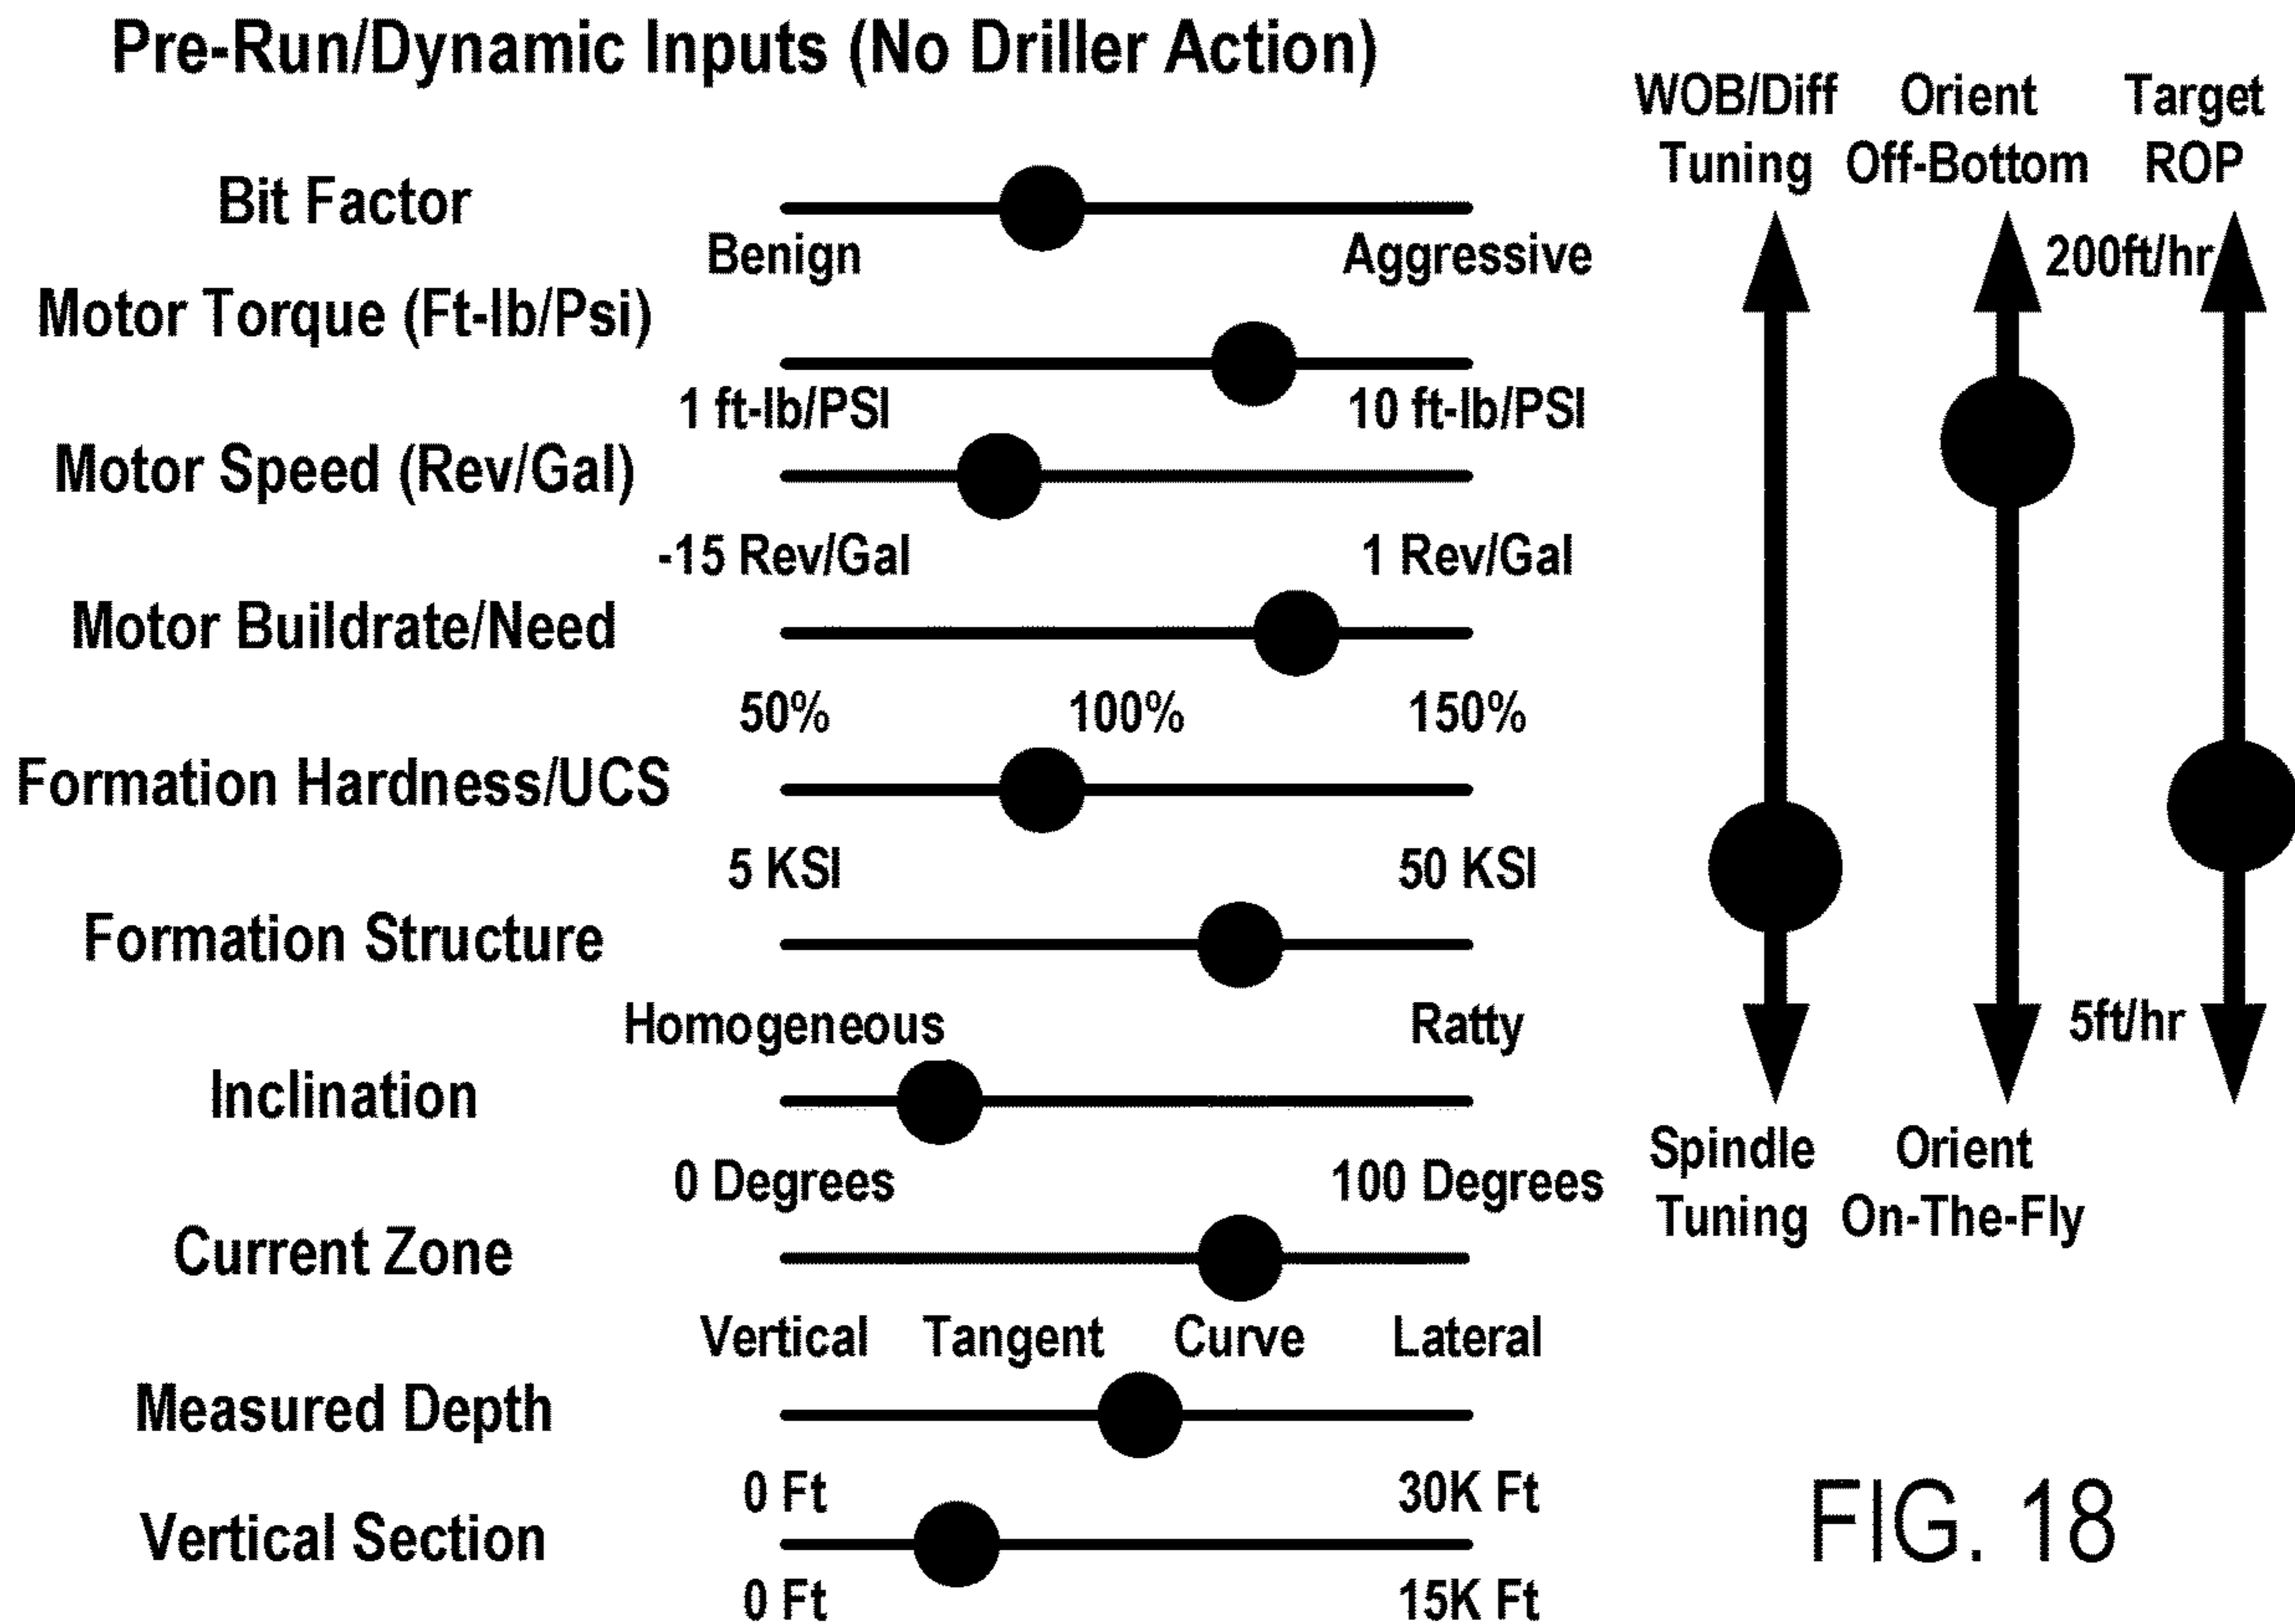 Pre-Run/Dynamic Inputs (No Driller Action)
WOB/Diff Tuning
Orient Off-Bottom
Target ROP
Bit Factor
Benign
Aggressive
200ft/hr
Motor Torque (Ft-lb/Psi)
1 ft-lb/PSI
10 ft-lb/PSI
Motor Speed (Rev/Gal)
-15 Rev/Gal
1 Rev/Gal
Motor Buildrate/Need
50%
100%
150%
Formation Hardness/UCS
5 KSI
50 KSI
Formation Structure
Homogeneous
Ratty
5ft/hr
Inclination
0 Degrees
100 Degrees
Spindle Tuning
Orient On-The-Fly
Current Zone
Vertical
Tangent
Curve
Lateral
Measured Depth
0 Ft
30K Ft
Vertical Section
0 Ft
15K Ft
FIG. 18